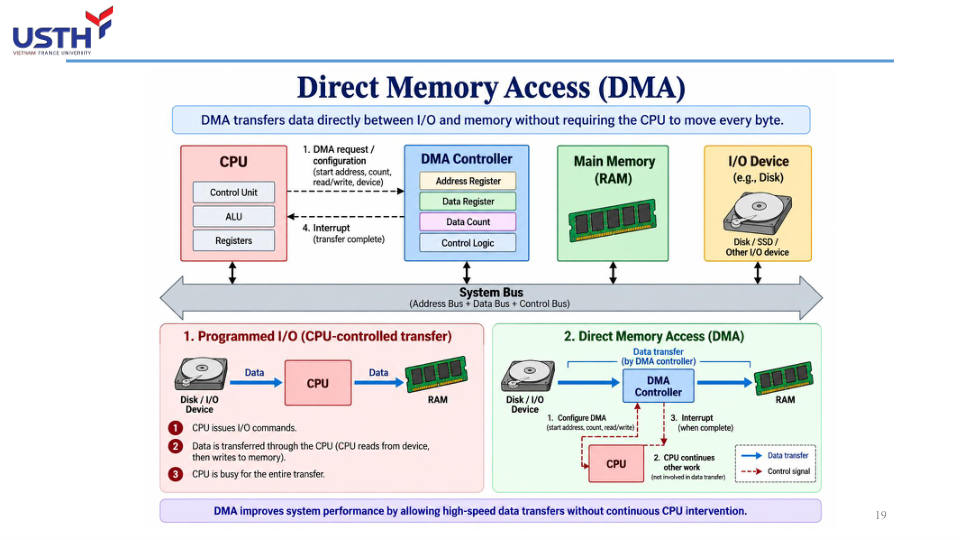 USTH
VIETNAM FRANCE UNIVERSITY
Direct Memory Access (DMA)
DMA transfers data directly between I/O and memory without requiring the CPU to move every byte.
CPU
Control Unit
ALU
Registers
1. DMA request /
configuration
(start address, count,
read/write, device)
4. Interrupt
(transfer complete)
DMA Controller
Address Register
Data Register
Data Count
Control Logic
Main Memory
(RAM)
I/O Device
(e.g., Disk)
Disk / SSD /
Other I/O device
System Bus
(Address Bus + Data Bus + Control Bus)
1. Programmed I/O (CPU-controlled transfer)
Disk / I/O
Device
Data
CPU
Data
RAM
1 CPU issues I/O commands.
2 Data is transferred through the CPU (CPU reads from device,
then writes to memory).
3 CPU is busy for the entire transfer.
2. Direct Memory Access (DMA)
Data transfer
(by DMA controller)
Disk / I/O
Device
DMA
Controller
RAM
1. Configure DMA
(start address, count, read/write)
3. Interrupt
(when complete)
CPU
2. CPU continues
other work
(not involved in data transfer)
Data transfer
Control signal
DMA improves system performance by allowing high-speed data transfers without continuous CPU intervention.
19